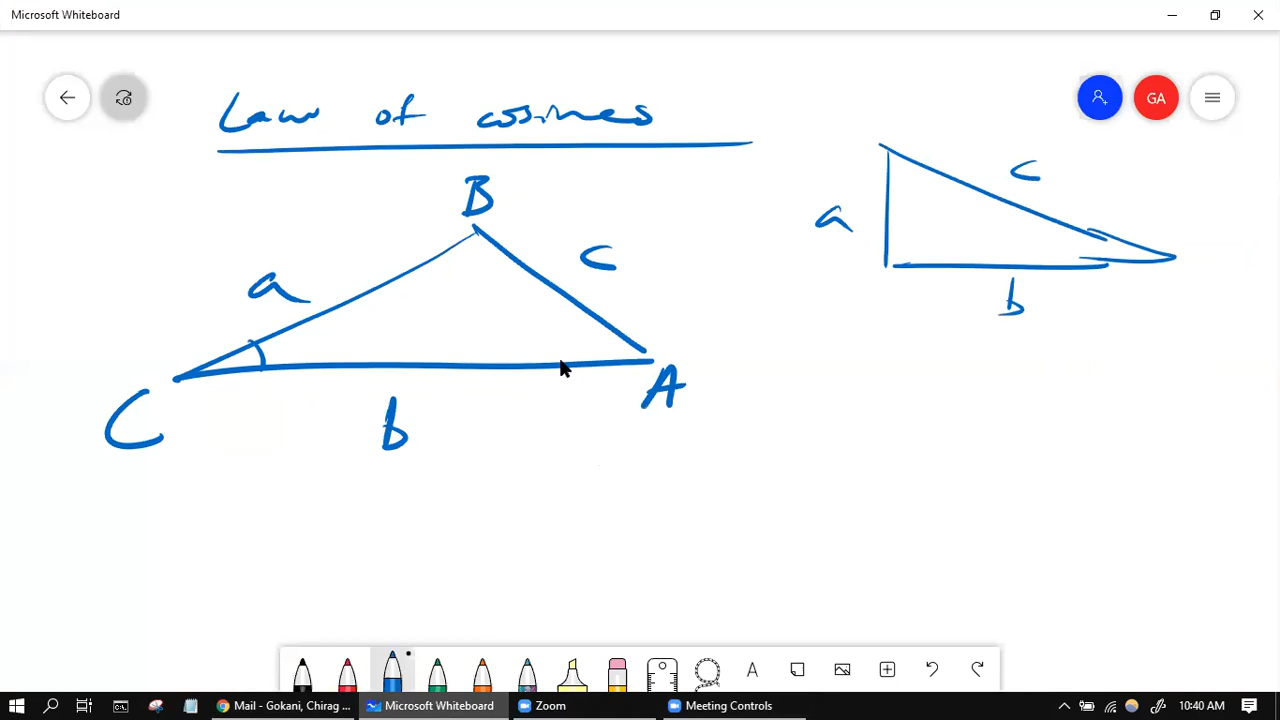 Microsoft Whiteboard
GA
Law of cosines
B
c
a
c
a
b
C
b
A
A
Mail - Gokani, Chirag ...
Microsoft Whiteboard
Zoom
Meeting Controls
10:40 AM